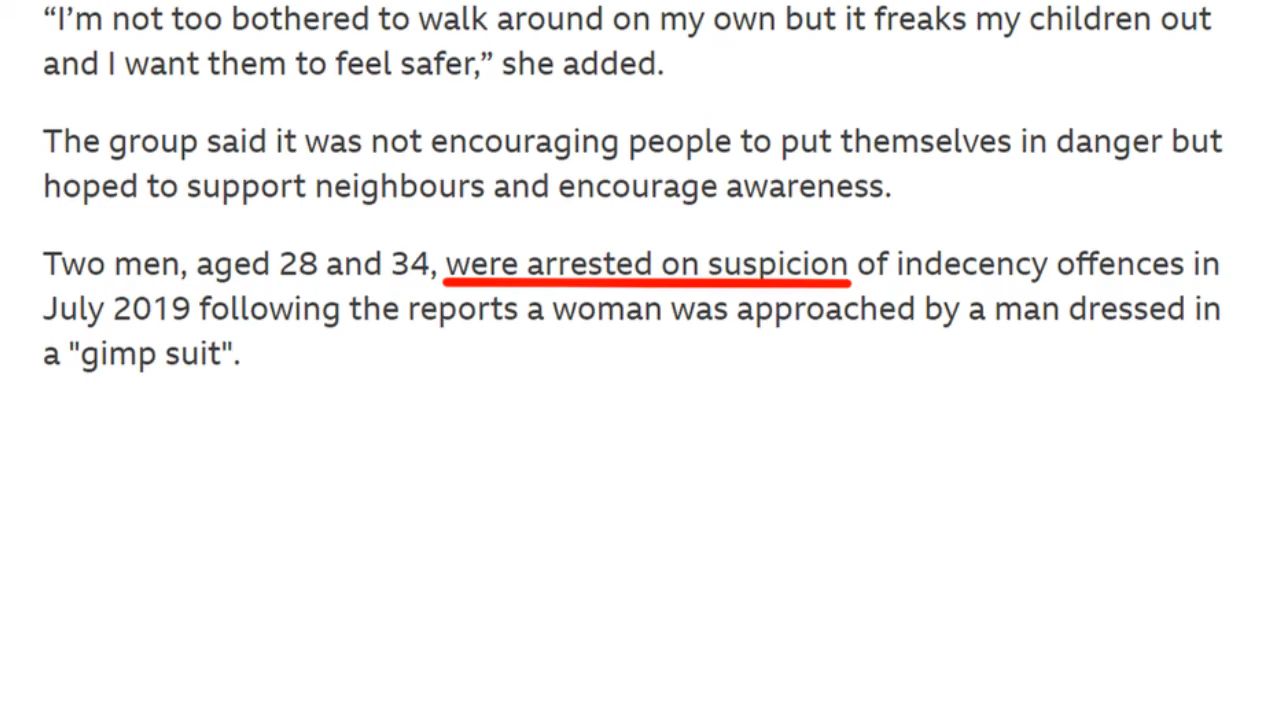 “I’m not too bothered to walk around on my own but it freaks my children out
and I want them to feel safer,” she added.
The group said it was not encouraging people to put themselves in danger but
hoped to support neighbours and encourage awareness.
Two men, aged 28 and 34, were arrested on suspicion of indecency offences in
July 2019 following the reports a woman was approached by a man dressed in
a "gimp suit".